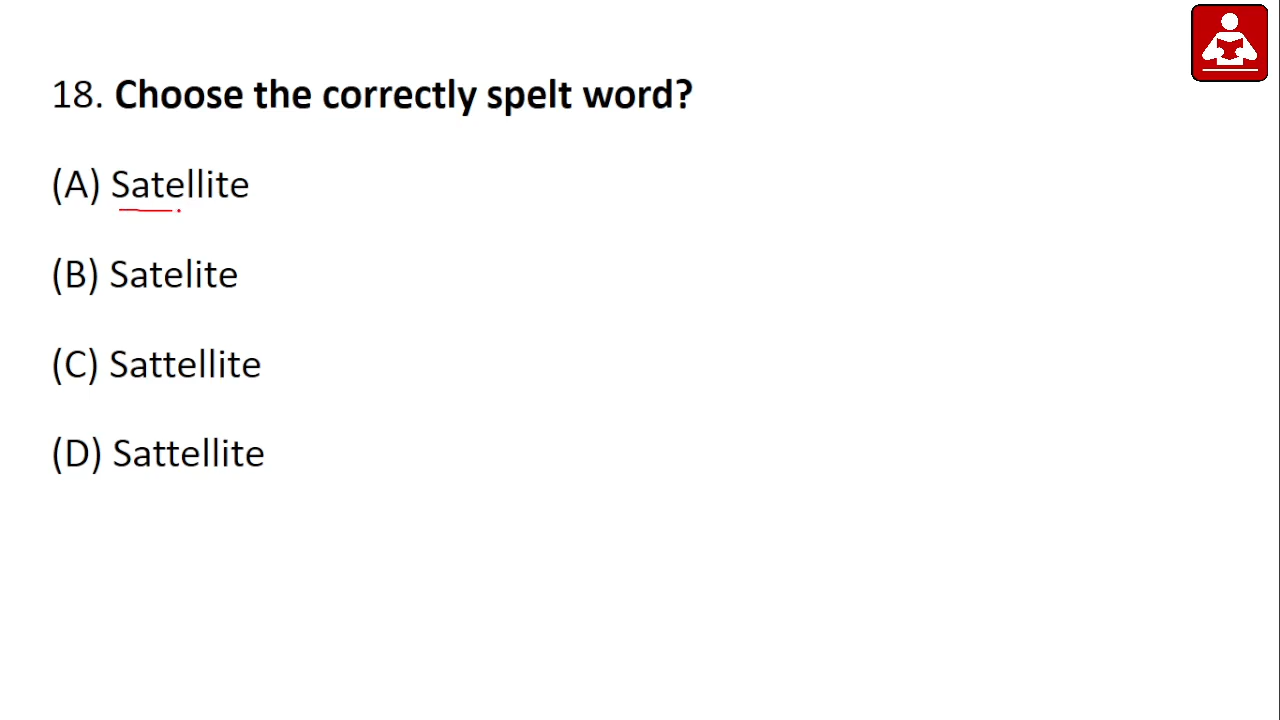 18. Choose the correctly spelt word?
(A) Satellite
(B) Satelite
(C) Sattellite
(D) Sattellite